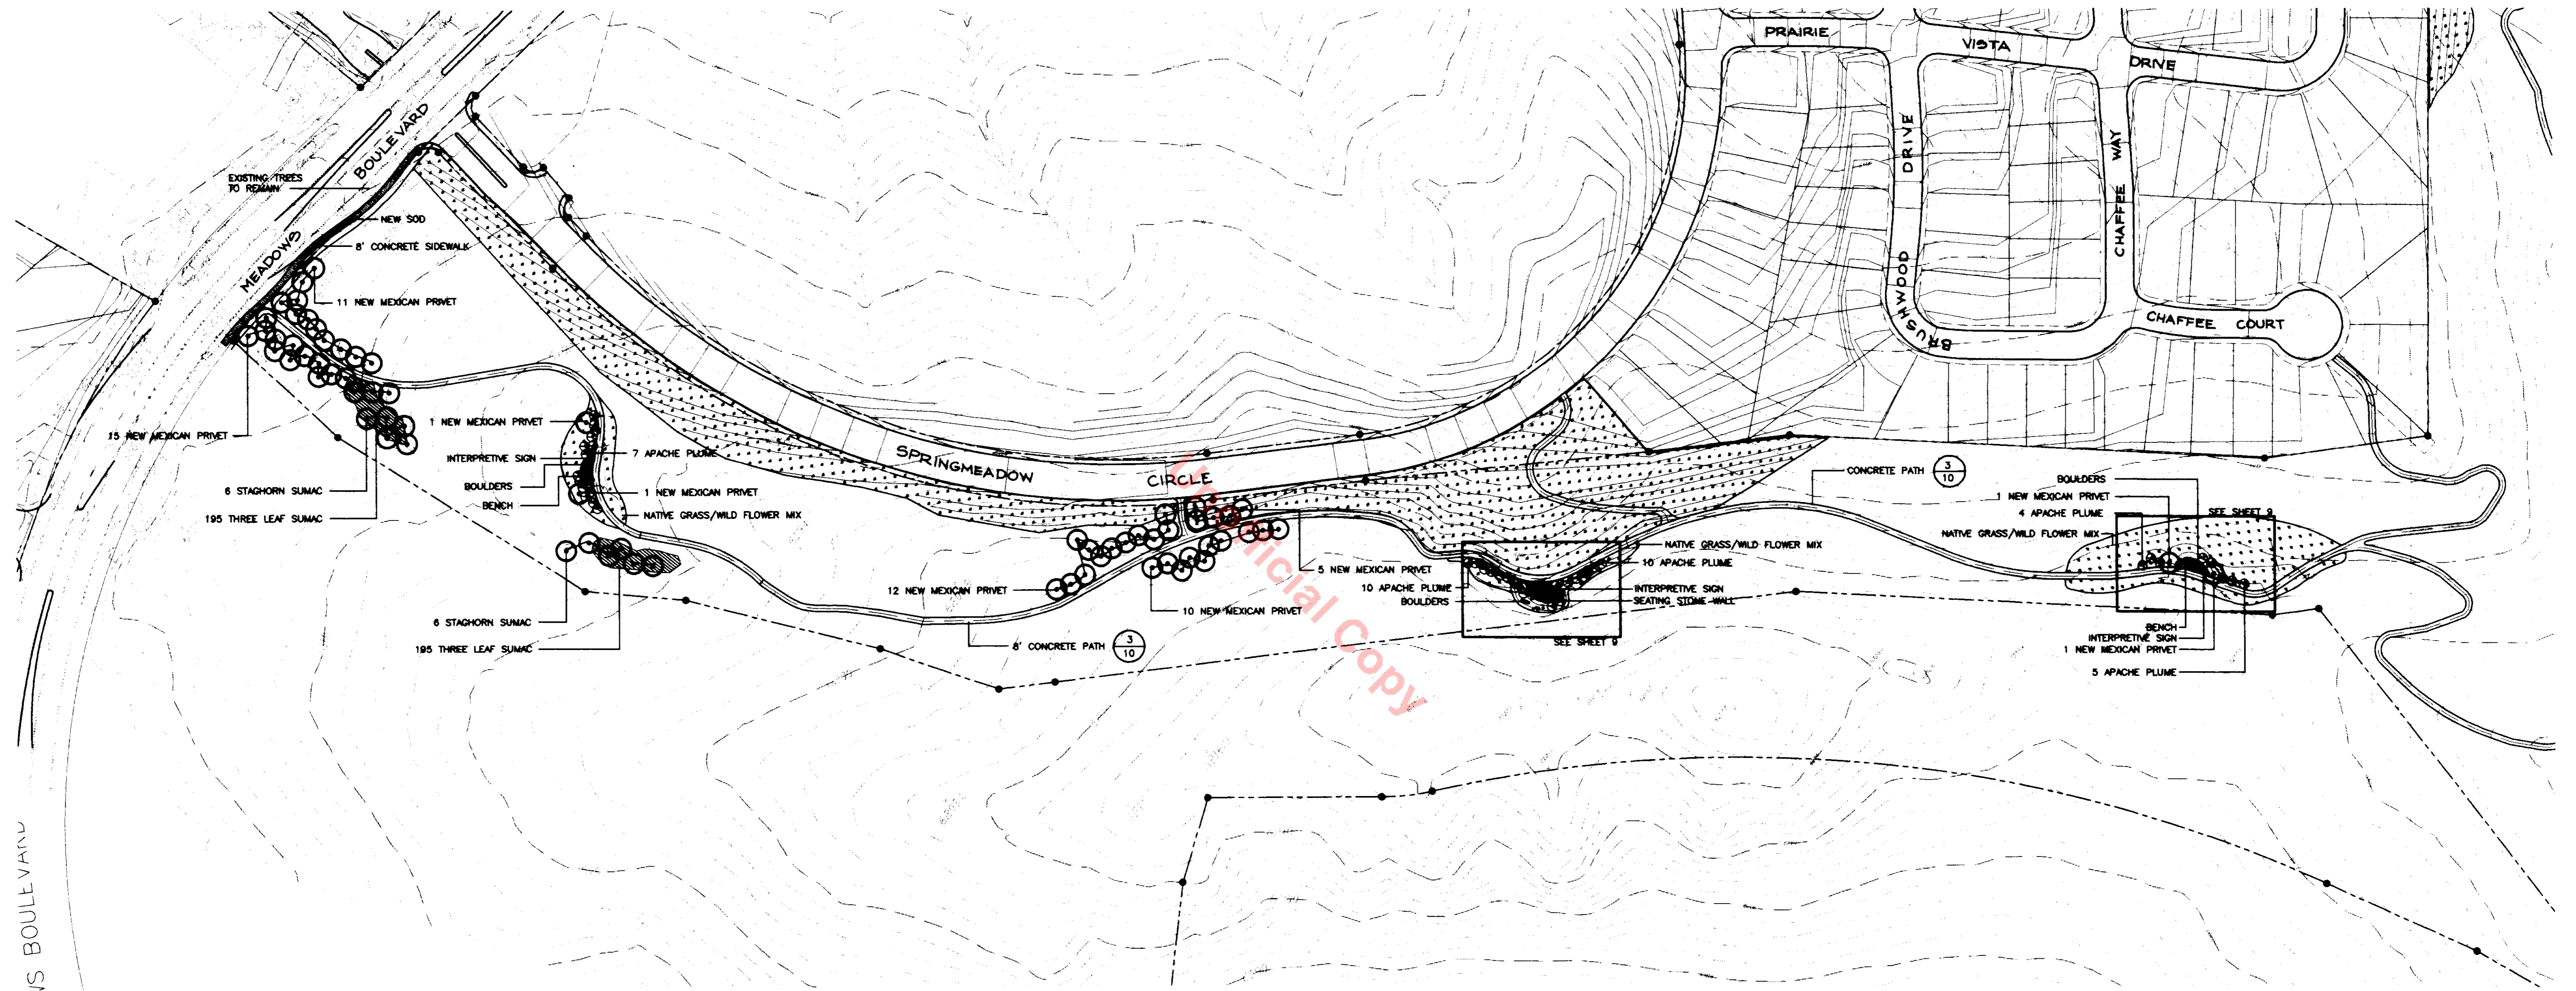 PRAIRIE
VISTA
DRIVE
MEADOWS
BOULEVARD
EXISTING TREES
TO REMAIN
NEW SOD
8' CONCRETE SIDEWALK
11 NEW MEXICAN PRIVET
15 NEW MEXICAN PRIVET
6 STAGHORN SUMAC
195 THREE LEAF SUMAC
1 NEW MEXICAN PRIVET
INTERPRETIVE SIGN
7 APACHE PLUME
BOULDERS
1 NEW MEXICAN PRIVET
BENCH
NATIVE GRASS/WILD FLOWER MIX
6 STAGHORN SUMAC
195 THREE LEAF SUMAC
SPRINGMEADOW
CIRCLE
12 NEW MEXICAN PRIVET
10 NEW MEXICAN PRIVET
5 NEW MEXICAN PRIVET
8' CONCRETE PATH
3
10
NATIVE GRASS/WILD FLOWER MIX
10 APACHE PLUME
10 APACHE PLUME
INTERPRETIVE SIGN
BOULDERS
SEATING STONE WALL
SEE SHEET 9
CONCRETE PATH
3
10
BRUSHWOOD
DRIVE
CHAFFEE
WAY
CHAFFEE COURT
BOULDERS
1 NEW MEXICAN PRIVET
4 APACHE PLUME
SEE SHEET 9
NATIVE GRASS/WILD FLOWER MIX
BENCH
INTERPRETIVE SIGN
1 NEW MEXICAN PRIVET
5 APACHE PLUME
Unofficial Copy
WS BOULEVARD